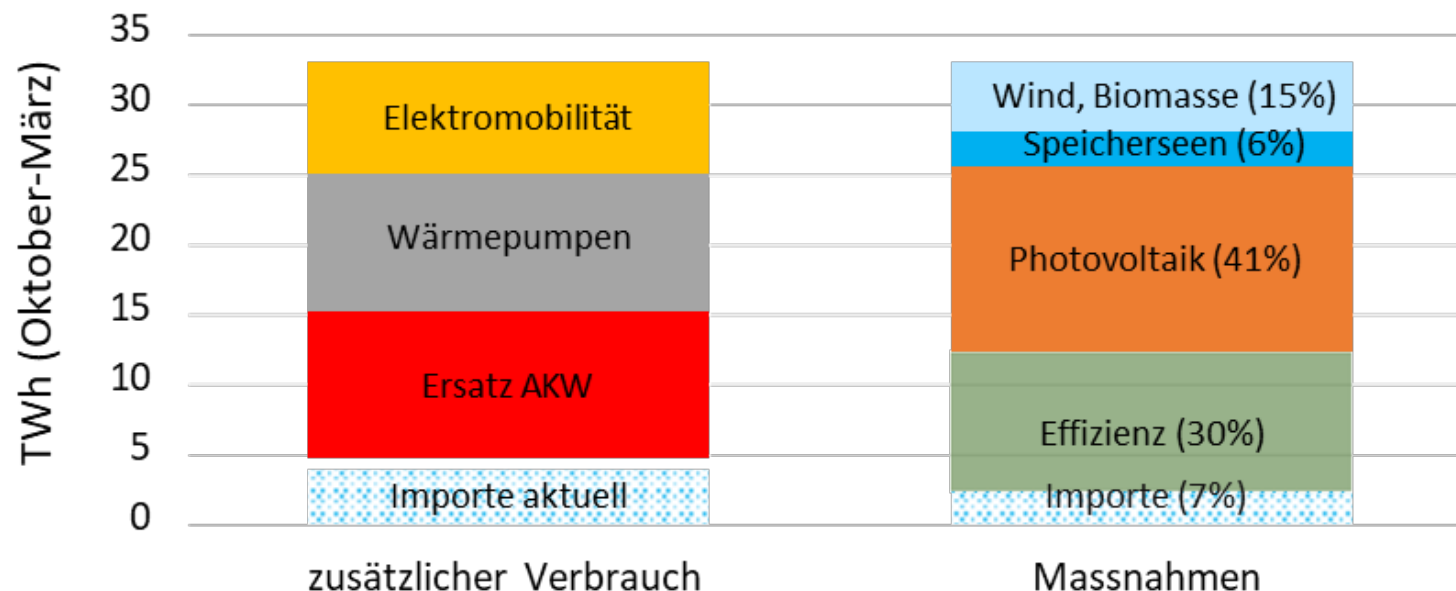 35
30
25
20
15
10
5
0
TWh (Oktober-März)
Elektromobilität
Wärmepumpen
Ersatz AKW
Importe aktuell
Wind, Biomasse (15%)
Speicherseen (6%)
Photovoltaik (41%)
Effizienz (30%)
Importe (7%)
zusätzlicher Verbrauch
Massnahmen